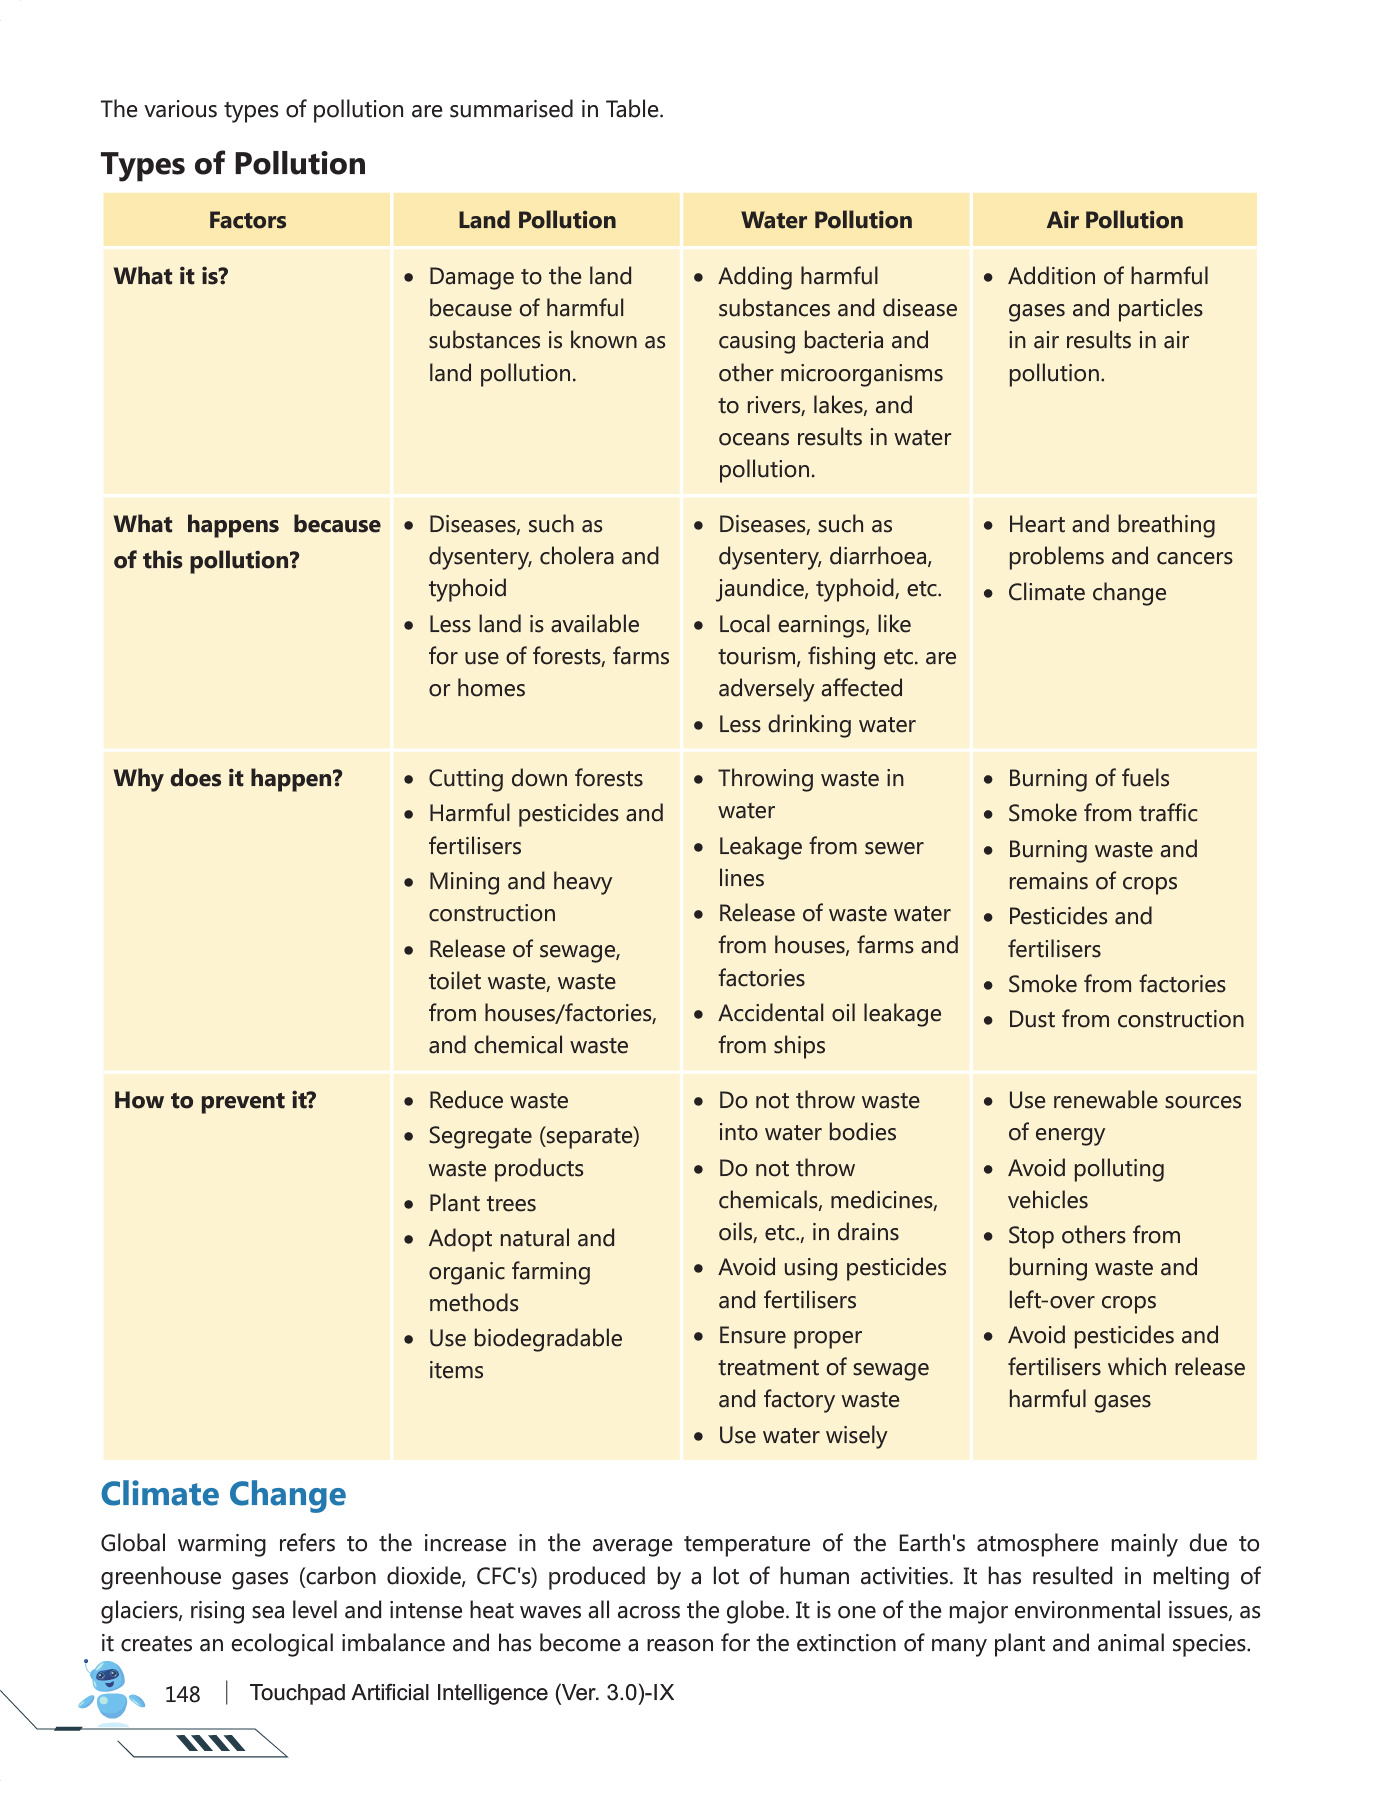 The various types of pollution are summarised in Table.
Types of Pollution
Factors
Land Pollution
Water Pollution
Air Pollution
What it is?
• Damage to the land
because of harmful
substances is known as
land pollution.
• Adding harmful
substances and disease
causing bacteria and
other microorganisms
to rivers, lakes, and
oceans results in water
pollution.
• Addition of harmful
gases and particles
in air results in air
pollution.
What happens because
of this pollution?
• Diseases, such as
dysentery, cholera and
typhoid
• Less land is available
for use of forests, farms
or homes
• Diseases, such as
dysentery, diarrhoea,
jaundice, typhoid, etc.
• Local earnings, like
tourism, fishing etc. are
adversely affected
• Less drinking water
• Heart and breathing
problems and cancers
• Climate change
Why does it happen?
• Cutting down forests
• Harmful pesticides and
fertilisers
• Mining and heavy
construction
• Release of sewage,
toilet waste, waste
from houses/factories,
and chemical waste
• Throwing waste in
water
• Leakage from sewer
lines
• Release of waste water
from houses, farms and
factories
• Accidental oil leakage
from ships
• Burning of fuels
• Smoke from traffic
• Burning waste and
remains of crops
• Pesticides and
fertilisers
• Smoke from factories
• Dust from construction
How to prevent it?
• Reduce waste
• Segregate (separate)
waste products
• Plant trees
• Adopt natural and
organic farming
methods
• Use biodegradable
items
• Do not throw waste
into water bodies
• Do not throw
chemicals, medicines,
oils, etc., in drains
• Avoid using pesticides
and fertilisers
• Ensure proper
treatment of sewage
and factory waste
• Use water wisely
• Use renewable sources
of energy
• Avoid polluting
vehicles
• Stop others from
burning waste and
left-over crops
• Avoid pesticides and
fertilisers which release
harmful gases
Climate Change
Global warming refers to the increase in the average temperature of the Earth's atmosphere mainly due to
greenhouse gases (carbon dioxide, CFC's) produced by a lot of human activities. It has resulted in melting of
glaciers, rising sea level and intense heat waves all across the globe. It is one of the major environmental issues, as
it creates an ecological imbalance and has become a reason for the extinction of many plant and animal species.
148 | Touchpad Artificial Intelligence (Ver. 3.0)-IX